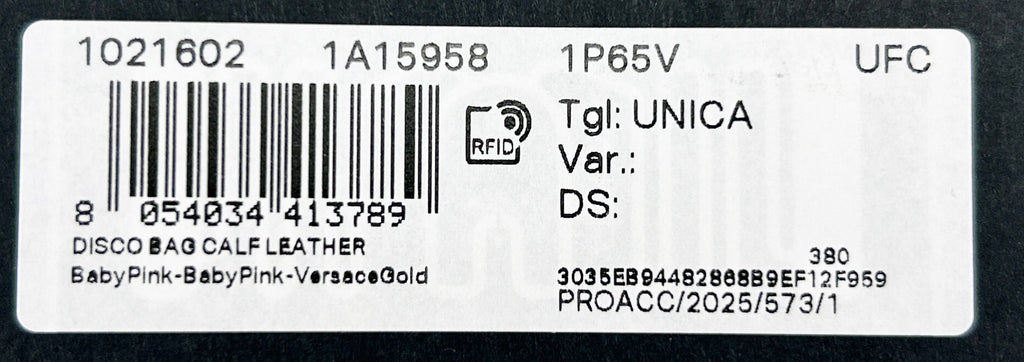 1021602 1A15958 1P65V UFC
RFID
Tgl: UNICA
Var.:
DS:
8 054034 413789
DISCO BAG CALF LEATHER
BabyPink-BabyPink-VersaceGold
380
3035EB94482868B9EF12F959
PROACC/2025/573/1